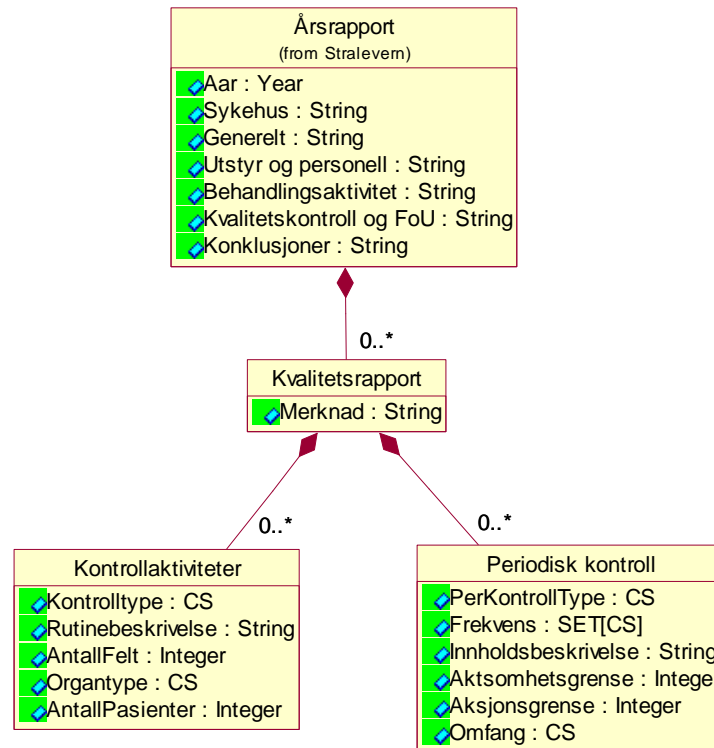 Årsrapport
(from Stralevern)
Aar : Year
Sykehus : String
Generelt : String
Utstyr og personell : String
Behandlingsaktivitet : String
Kvalitetskontroll og FoU : String
Konklusjoner : String
0..*
Kvalitetsrapport
Merknad : String
0..*
0..*
Kontrollaktiviteter
Kontrolltype : CS
Rutinebeskrivelse : String
AntallFelt : Integer
Organtype : CS
AntallPasienter : Integer
Periodisk kontroll
PerKontrollType : CS
Frekvens : SET[CS]
Innholdsbeskrivelse : String
Aktsomhetsgrense : Intege
Aksjonsgrense : Integer
Omfang : CS